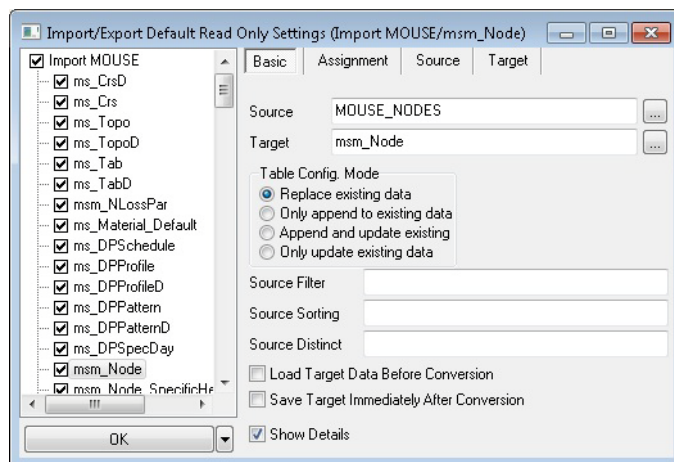 Import/Export Default Read Only Settings (Import MOUSE/msm_Node)
Import MOUSE
ms_CrsD
ms_Crs
ms_Topo
ms_TopoD
ms_Tab
ms_TabD
msm_NLossPar
ms_Material_Default
ms_DPSchedule
ms_DPProfile
ms_DPProfileD
ms_DPPattern
ms_DPPatternD
ms_DPSpecDay
msm_Node
msm_Node_SpecificHe
OK
Basic Assignment Source Target
Source MOUSE_NODES ...
Target msm_Node ...
Table Config. Mode
Replace existing data
Only append to existing data
Append and update existing
Only update existing data
Source Filter
Source Sorting
Source Distinct
Load Target Data Before Conversion
Save Target Immediately After Conversion
Show Details